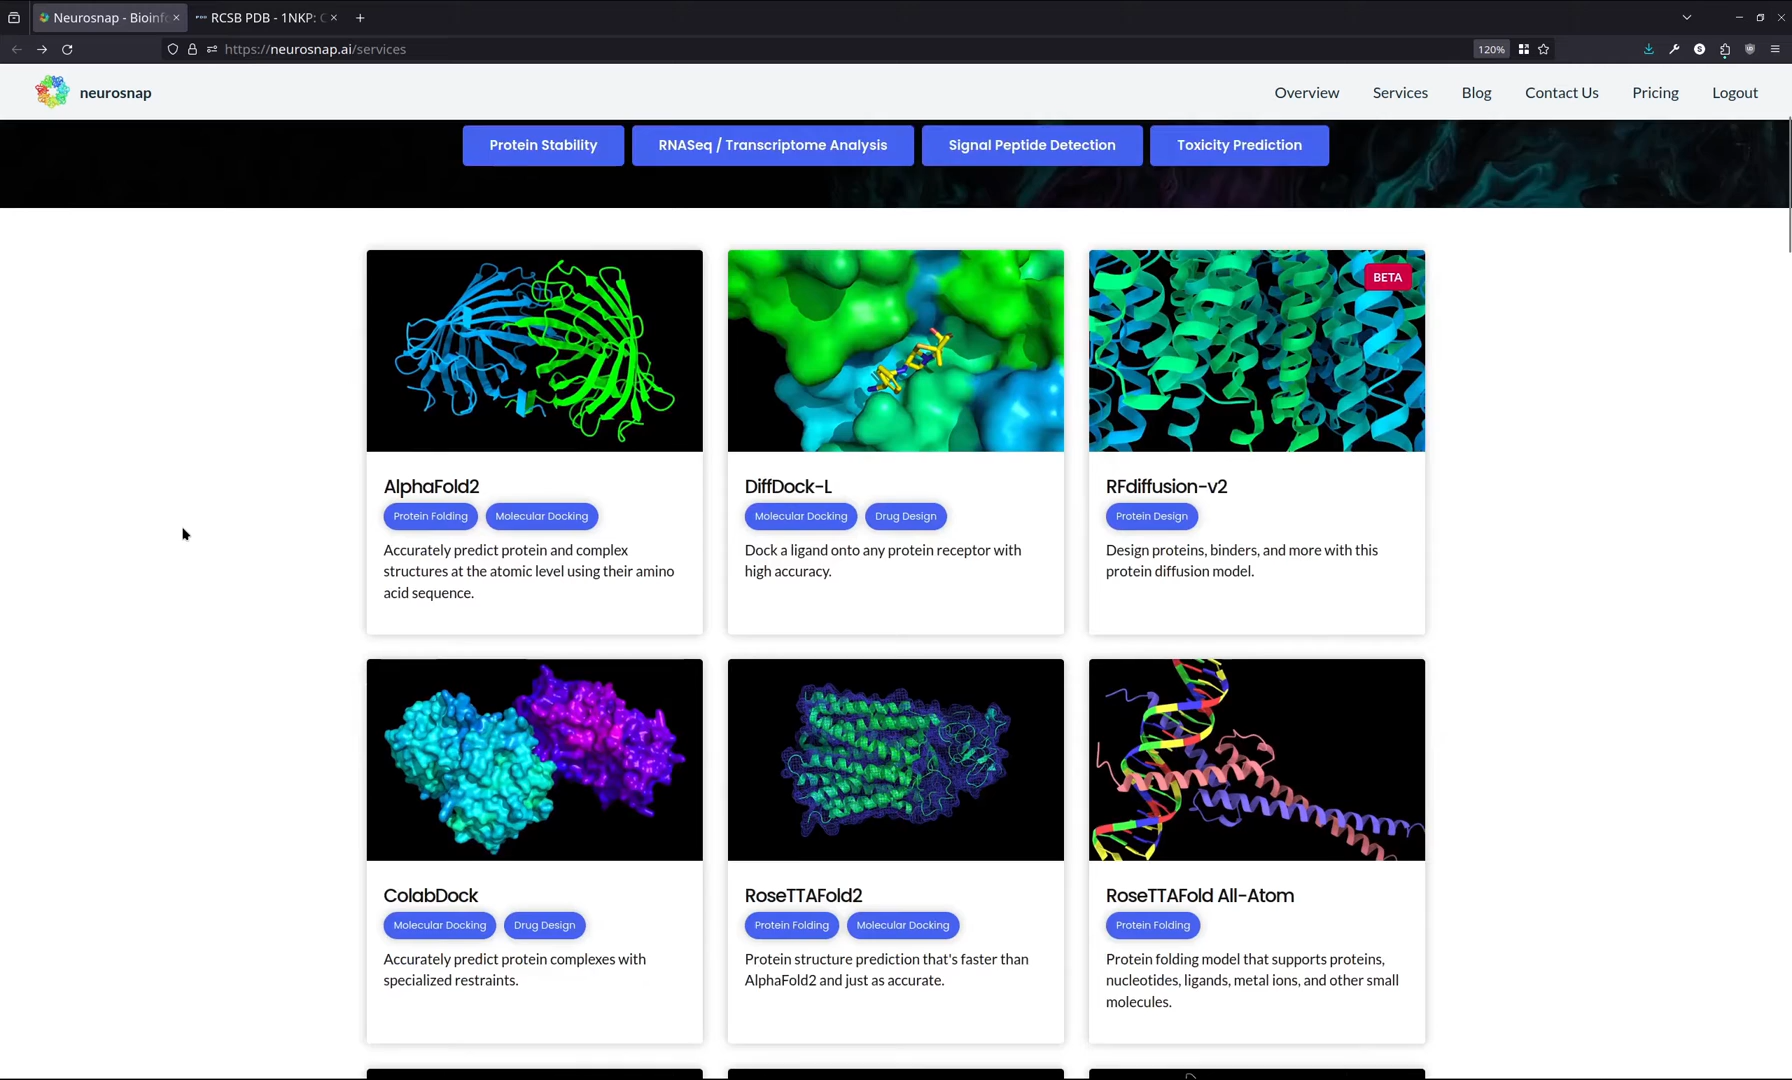 Neurosnap - Bioinfo
RCSB PDB - 1NKP: C
https://neurosnap.ai/services
120%
neurosnap
Overview
Services
Blog
Contact Us
Pricing
Logout
Protein Stability
RNASeq / Transcriptome Analysis
Signal Peptide Detection
Toxicity Prediction
AlphaFold2
Protein Folding
Molecular Docking
Accurately predict protein and complex
structures at the atomic level using their amino
acid sequence.
DiffDock-L
Molecular Docking
Drug Design
Dock a ligand onto any protein receptor with
high accuracy.
BETA
RFdiffusion-v2
Protein Design
Design proteins, binders, and more with this
protein diffusion model.
ColabDock
Molecular Docking
Drug Design
Accurately predict protein complexes with
specialized restraints.
RoseTTAFold2
Protein Folding
Molecular Docking
Protein structure prediction that's faster than
AlphaFold2 and just as accurate.
RoseTTAFold All-Atom
Protein Folding
Protein folding model that supports proteins,
nucleotides, ligands, metal ions, and other small
molecules.